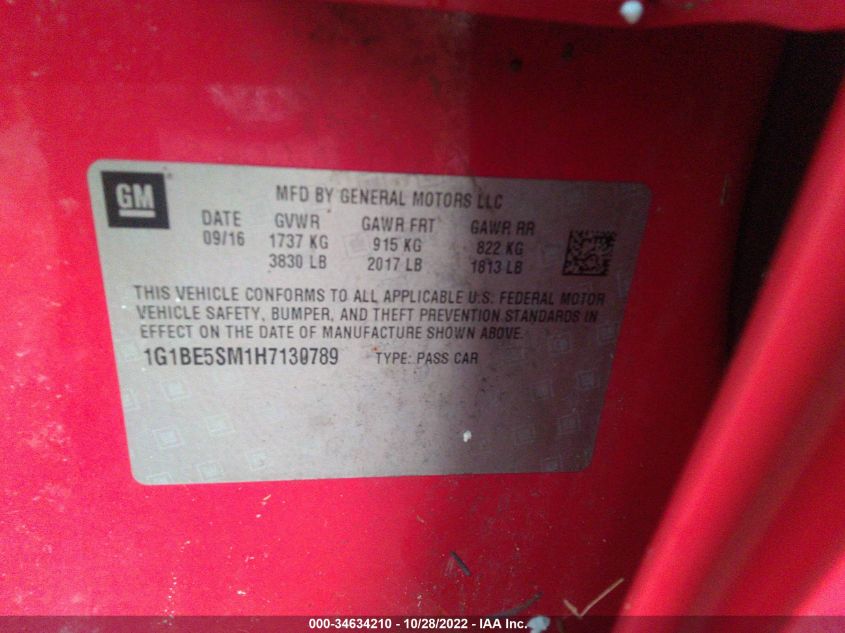 GM
MFD BY GENERAL MOTORS LLC
DATE GVWR GAWR FRT GAWR RR
09/16 1737 KG 915 KG 822 KG
3830 LB 2017 LB 1813 LB
THIS VEHICLE CONFORMS TO ALL APPLICABLE U.S. FEDERAL MOTOR
VEHICLE SAFETY, BUMPER, AND THEFT PREVENTION STANDARDS IN
EFFECT ON THE DATE OF MANUFACTURE SHOWN ABOVE.
1G1BE5SM1H7130789 TYPE: PASS CAR
000-34634210 - 10/28/2022 - IAA Inc.